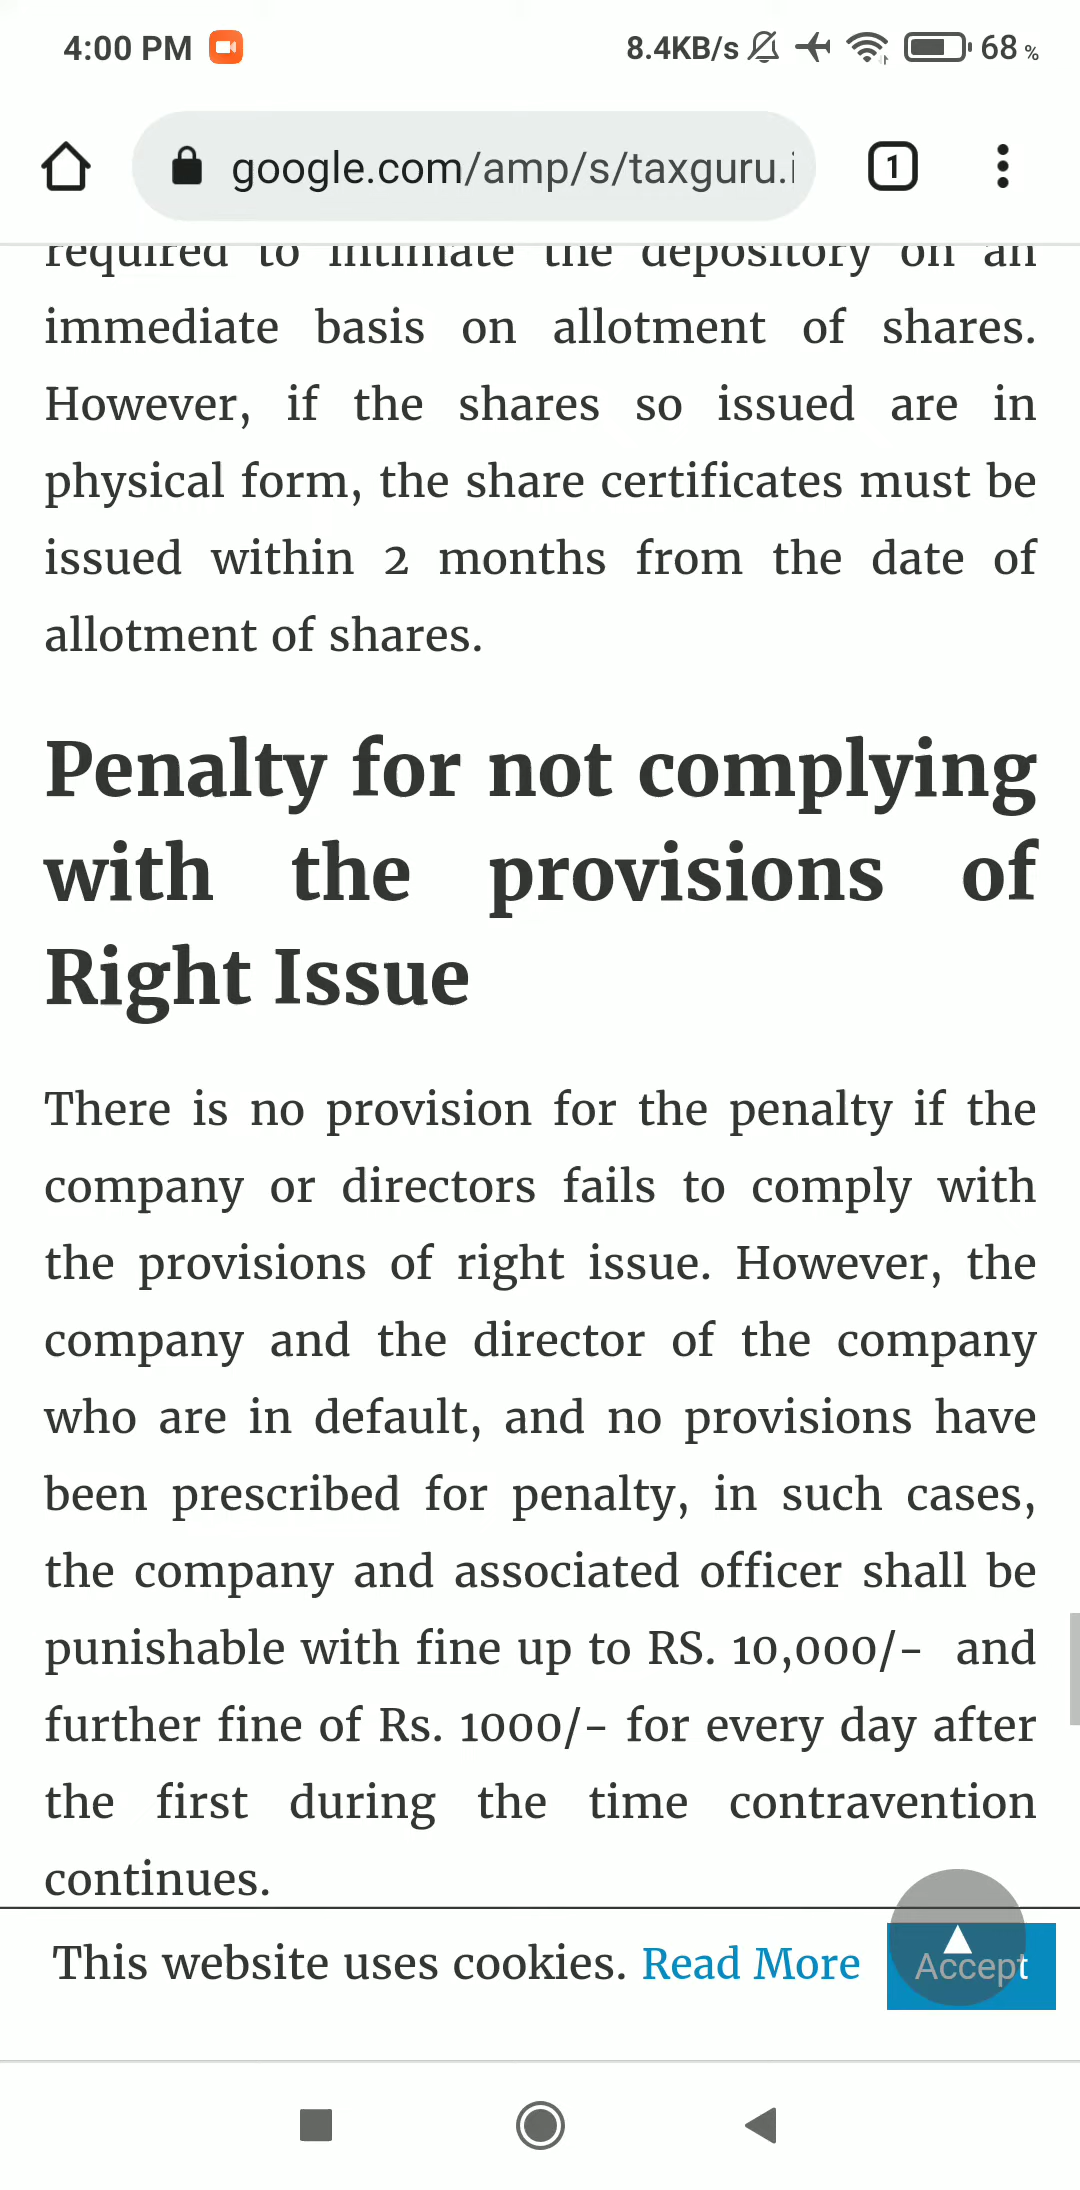 4:00 PM 8.4KB/s 68 %
google.com/amp/s/taxguru.i 1
required to intimate the depository on an
immediate basis on allotment of shares.
However, if the shares so issued are in
physical form, the share certificates must be
issued within 2 months from the date of
allotment of shares.
Penalty for not complying
with the provisions of
Right Issue
There is no provision for the penalty if the
company or directors fails to comply with
the provisions of right issue. However, the
company and the director of the company
who are in default, and no provisions have
been prescribed for penalty, in such cases,
the company and associated officer shall be
punishable with fine up to RS. 10,000/- and
further fine of Rs. 1000/- for every day after
the first during the time contravention
continues.
This website uses cookies. Read More Accept